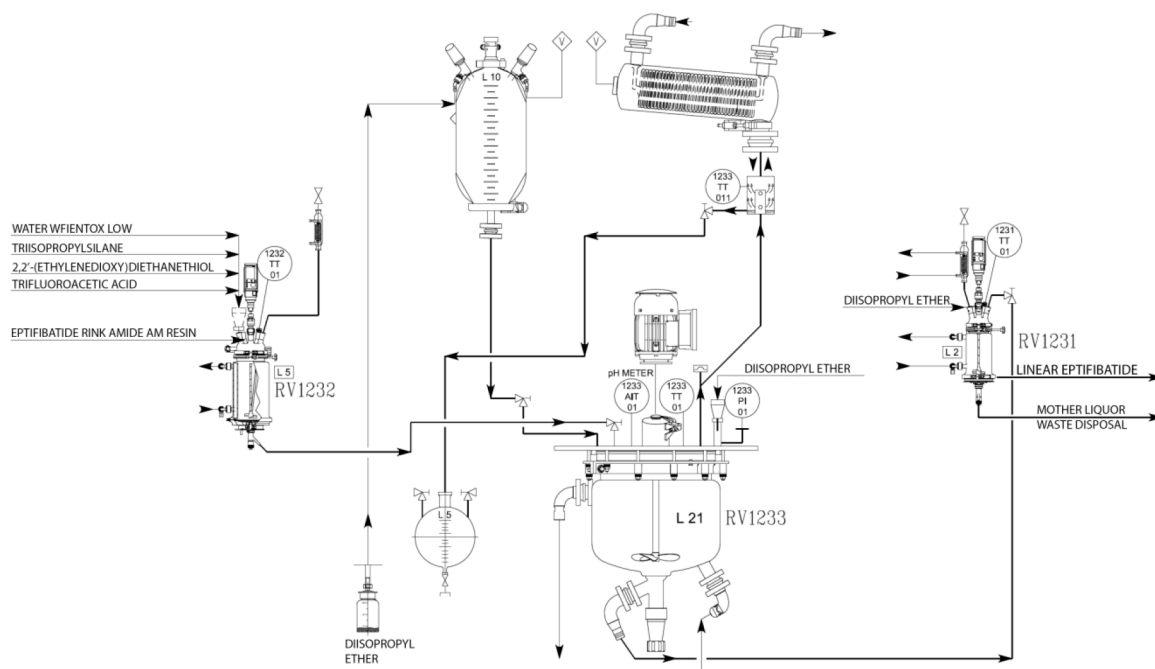 V
V
L 10
1233
TT
011
WATER WFIENTOX LOW
TRIISOPROPYLSILANE
2,2'-(ETHYLENEDIOXY)DIETHANETHIOL
TRIFLUOROACETIC ACID
EPTIFIBATIDE RINK AMIDE AM RESIN
1232
TT
01
L 5
RV1232
1231
TT
01
DIISOPROPYL ETHER
L 2
RV1231
LINEAR EPTIFIBATIDE
MOTHER LIQUOR
WASTE DISPOSAL
pH METER
1233
AIIT
01
1233
TT
01
DIISOPROPYL ETHER
1233
PI
01
L 5
L 21
RV1233
DIISOPROPYL
ETHER